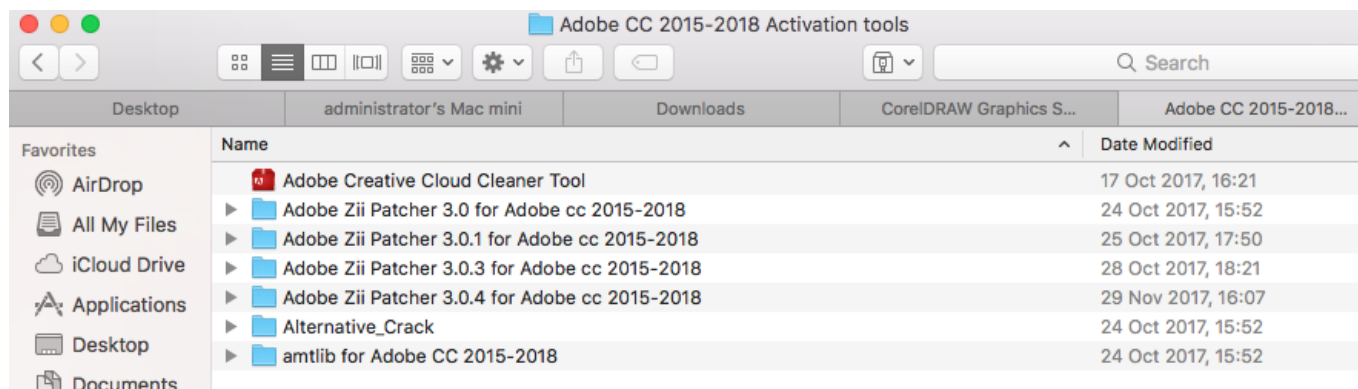 Adobe CC 2015-2018 Activation tools
Search
Desktop administrator's Mac mini Downloads CorelDRAW Graphics S... Adobe CC 2015-2018...
Favorites Name Date Modified
AirDrop Adobe Creative Cloud Cleaner Tool 17 Oct 2017, 16:21
Adobe Zii Patcher 3.0 for Adobe cc 2015-2018 24 Oct 2017, 15:52
All My Files Adobe Zii Patcher 3.0.1 for Adobe cc 2015-2018 25 Oct 2017, 17:50
iCloud Drive Adobe Zii Patcher 3.0.3 for Adobe cc 2015-2018 28 Oct 2017, 18:21
Applications Adobe Zii Patcher 3.0.4 for Adobe cc 2015-2018 29 Nov 2017, 16:07
Alternative_Crack 24 Oct 2017, 15:52
Desktop amtlib for Adobe CC 2015-2018 24 Oct 2017, 15:52
Documents